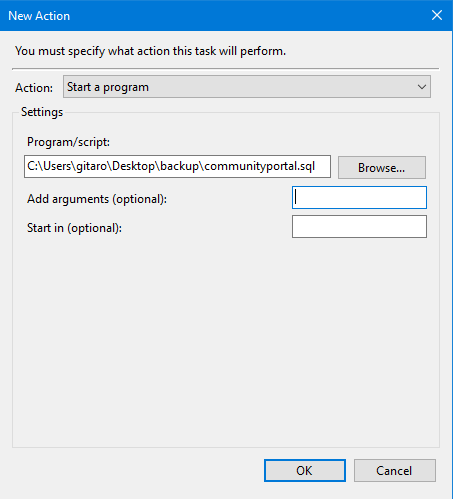 New Action
You must specify what action this task will perform.
Action: Start a program
Settings
Program/script:
C:\Users\gitaro\Desktop\backup\communityportal.sql Browse...
Add arguments (optional):
Start in (optional):
OK Cancel